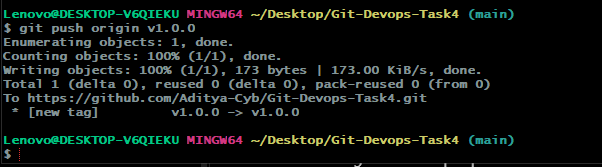 Lenovo@DESKTOP-V6QIEKU MINGW64 ~/Desktop/Git-Devops-Task4 (main)
$ git push origin v1.0.0
Enumerating objects: 1, done.
Counting objects: 100% (1/1), done.
Writing objects: 100% (1/1), 173 bytes | 173.00 KiB/s, done.
Total 1 (delta 0), reused 0 (delta 0), pack-reused 0 (from 0)
To https://github.com/Aditya-Cyb/Git-Devops-Task4.git
 * [new tag]         v1.0.0 -> v1.0.0

Lenovo@DESKTOP-V6QIEKU MINGW64 ~/Desktop/Git-Devops-Task4 (main)
$